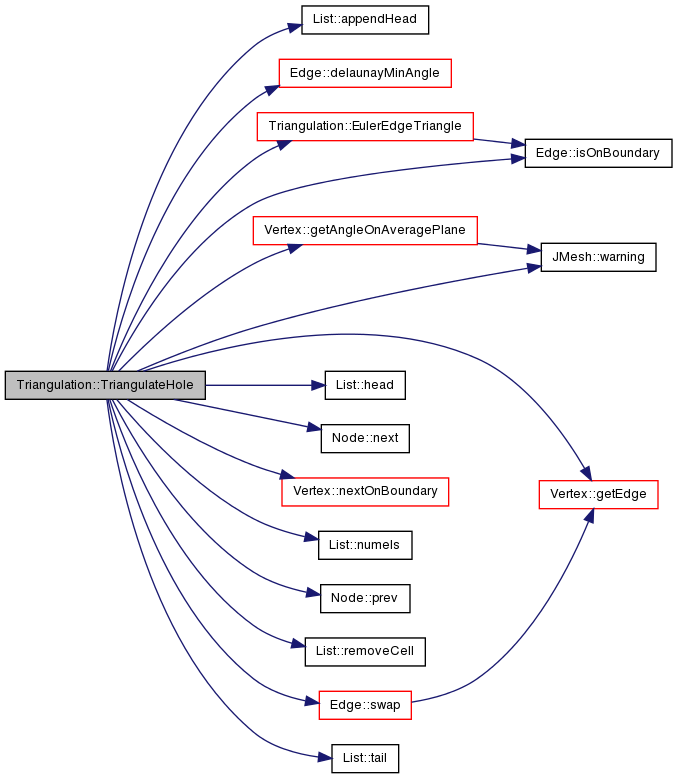 List::appendHead
Edge::delaunayMinAngle
Triangulation::EulerEdgeTriangle
Edge::isOnBoundary
Vertex::getAngleOnAveragePlane
JMesh::warning
Triangulation::TriangulateHole
List::head
Node::next
Vertex::nextOnBoundary
Vertex::getEdge
List::numels
Node::prev
List::removeCell
Edge::swap
List::tail